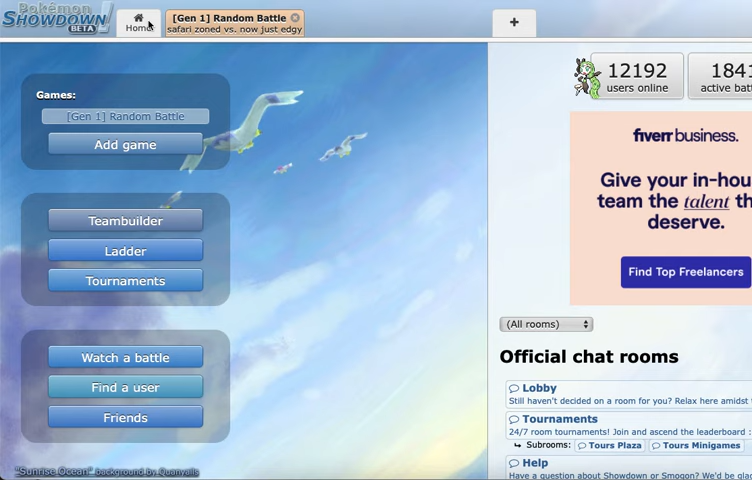 Pokémon
SHOWDOWN!
BETA
Home
[Gen 1] Random Battle
safari zoned vs. now just edgy
+
Games:
[Gen 1] Random Battle
Add game
Teambuilder
Ladder
Tournaments
Watch a battle
Find a user
Friends
"Sunrise Ocean" background by Quanyails
12192
users online
1841
active batt
fiverr business.
Give your in-hou
team the talent th
deserve.
Find Top Freelancers
(All rooms)
Official chat rooms
Lobby
Still haven't decided on a room for you? Relax here amidst
Tournaments
24/7 room tournaments! Join and ascend the leaderboard :
Subrooms: Tours Plaza Tours Minigames
Help
Have a question about Showdown or Smogon? We'd be glad